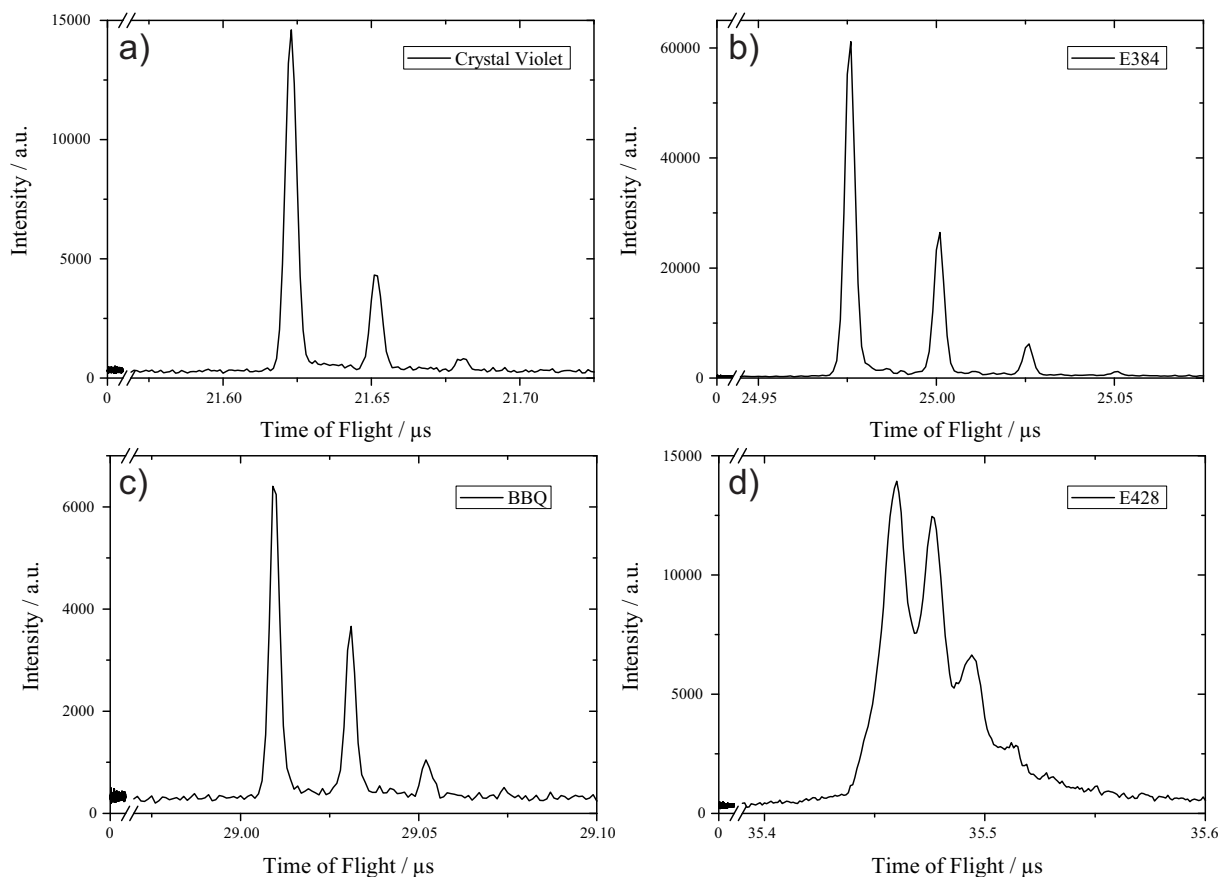 a)
Crystal Violet
15000
10000
5000
0
Intensity / a.u.
0 21.60 21.65 21.70
Time of Flight / µs
b)
E384
60000
40000
20000
0
Intensity / a.u.
0 24.95 25.00 25.05
Time of Flight / µs
c)
BBQ
6000
4000
2000
0
Intensity / a.u.
0 29.00 29.05 29.10
Time of Flight / µs
d)
E428
15000
10000
5000
0
Intensity / a.u.
0 35.4 35.5 35.6
Time of Flight / µs